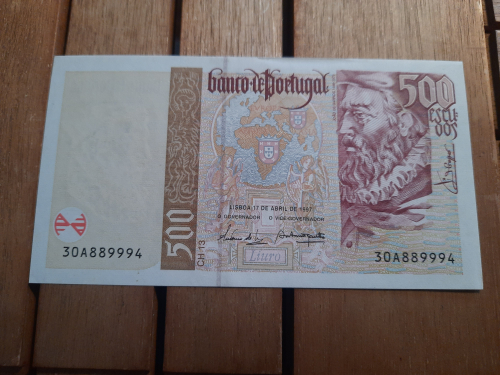 Banco de Portugal
500
ESCU
DOS
LISBOA, 17 DE ABRIL DE 1997
O GOVERNADOR O VICE-GOVERNADOR
500
CH 13
30A889994
30A889994